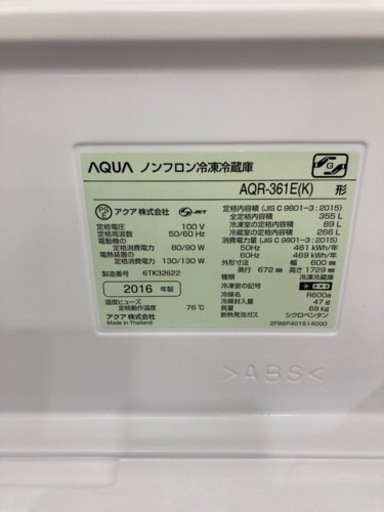 AQUA ノンフロン冷凍冷蔵庫
AQR-361E(K) 形
G
PSE アクア株式会社 JET
定格電圧 100 V
定格周波数 50/60 Hz
電動機の
定格消費電力 80/90 W
電熱装置の
定格消費電力 130/130 W
製造番号 6TK32622
2016 年製
温度ヒューズ
定格動作温度 76℃
アクア株式会社
Made in Thailand
定格内容積(JIS C 9801-3:2015)
全定格内容積 355 L
冷凍室の定格内容積 89 L
冷蔵室の定格内容積 266 L
消費電力量(JIS C 9801-3:2015)
50Hz 461 kWh/年
60Hz 469 kWh/年
外形寸法 幅 600 mm
奥行 672 mm 高さ 1729 mm
種類 冷凍冷蔵庫
冷凍室の記号
冷媒 R600a
冷媒封入量 47 g
質量 68 kg
断熱発泡ガス シクロペンタン
>ABS<